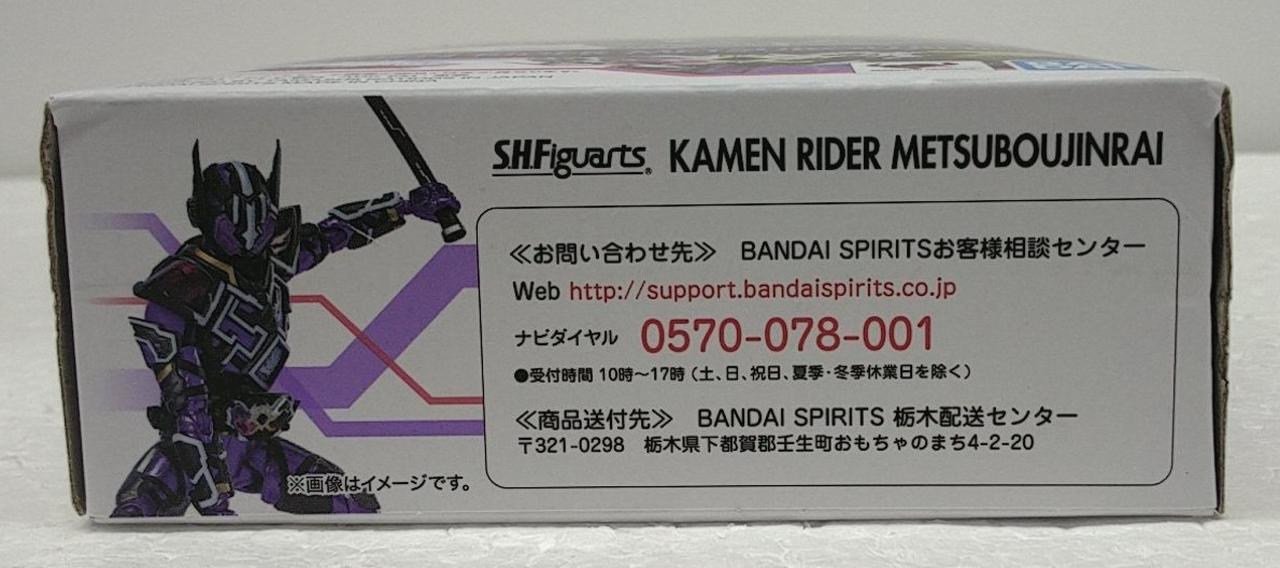 S.H.Figuarts® KAMEN RIDER METSUBOUJINRAI
≪お問い合わせ先≫ BANDAI SPIRITSお客様相談センター
Web http://support.bandaispirits.co.jp
ナビダイヤル 0570-078-001
●受付時間 10時～17時（土、日、祝日、夏季・冬季休業日を除く）
≪商品送付先≫ BANDAI SPIRITS 栃木配送センター
〒321-0298 栃木県下都賀郡壬生町おもちゃのまち4-2-20
※画像はイメージです。